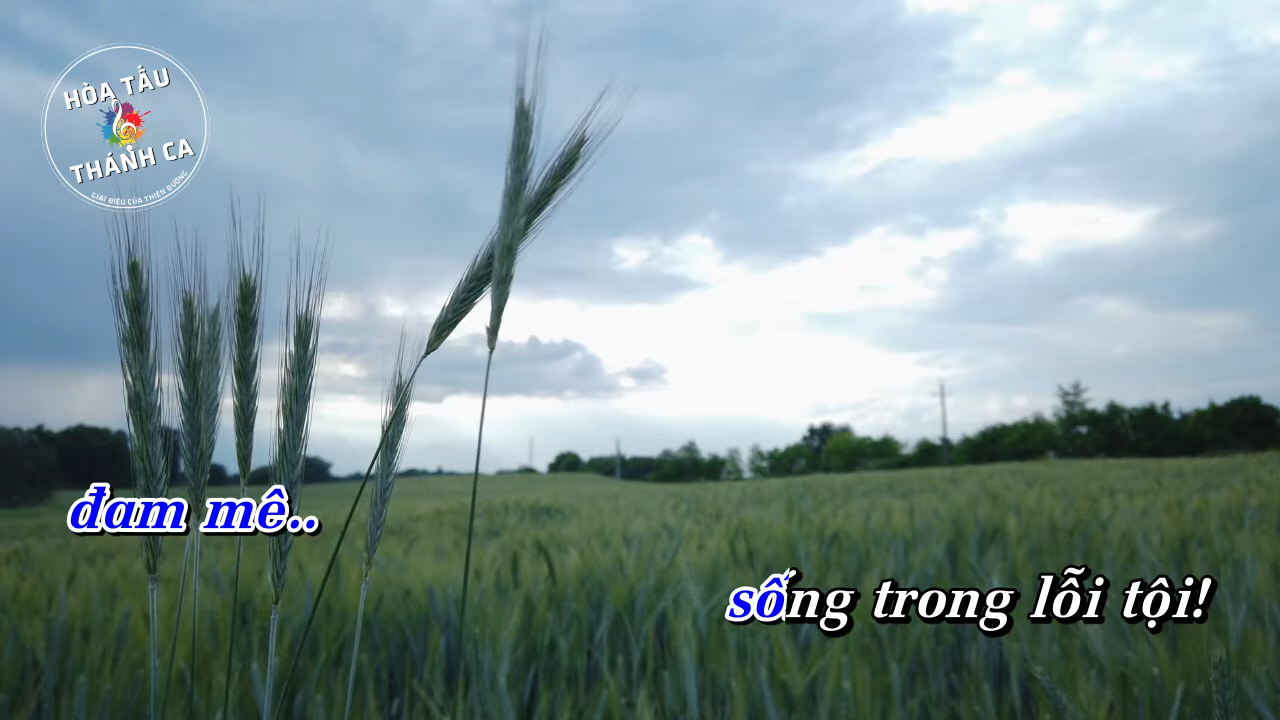 HÒA TẤU
THÁNH CA
GIAI ĐIỆU CỦA THIÊN ĐƯỜNG
đam mê..
sống trong lỗi tội!